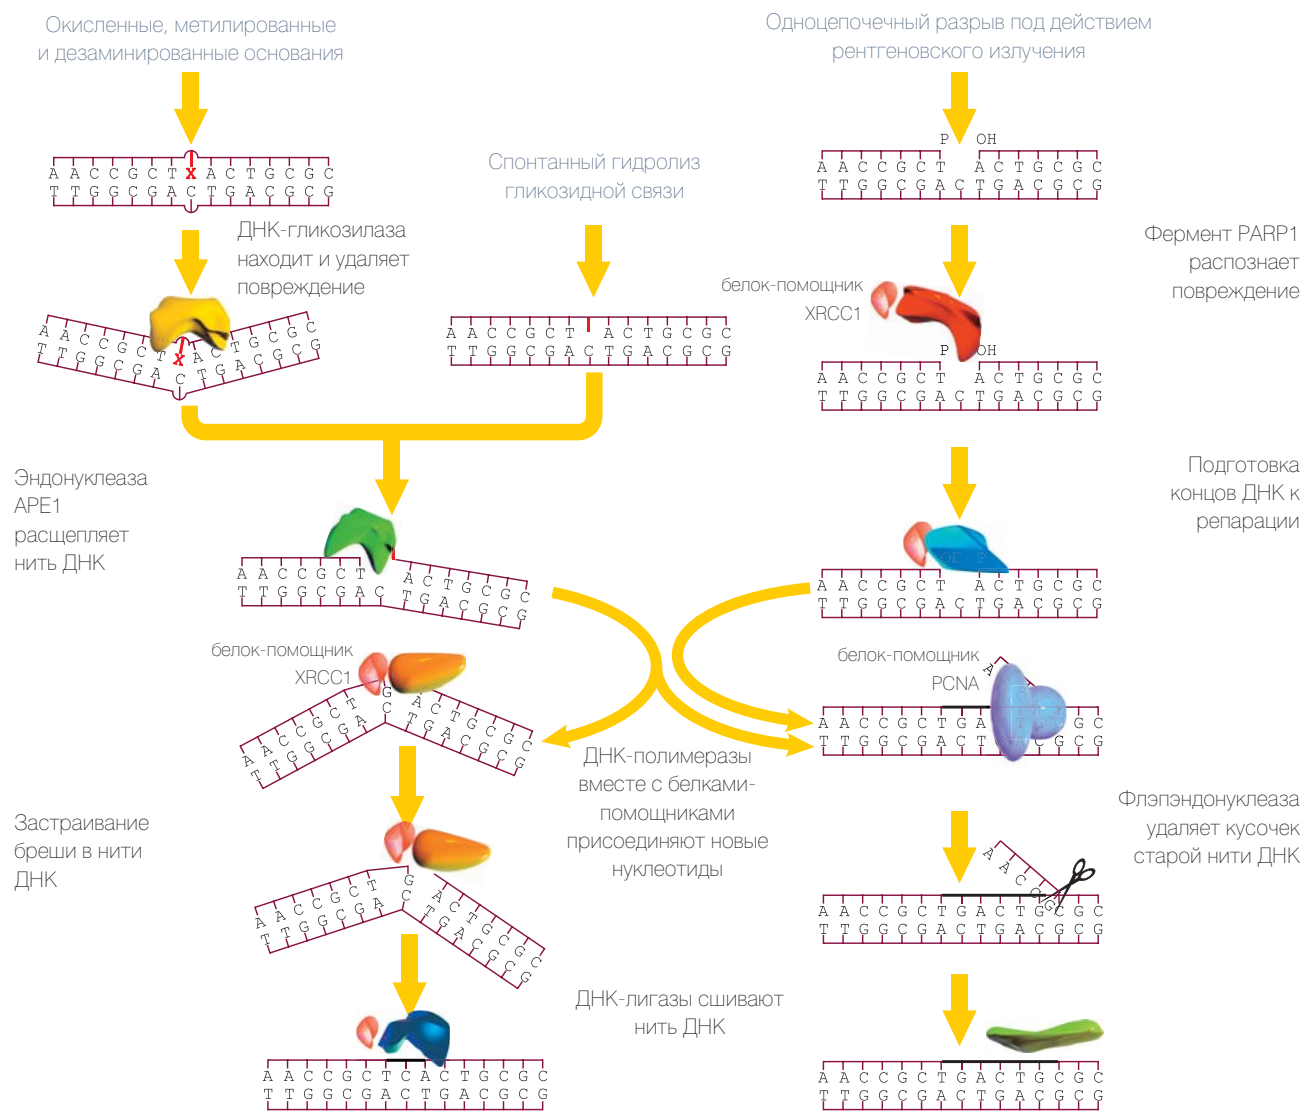 Окисленные, метилированные
и дезаминированные основания
Одноцепочечный разрыв под действием
рентгеновского излучения
Спонтанный гидролиз
гликозидной связи
A A C C G C T X A C T G C G C
T T G G C G A C T G A C G C G
P OH
A A C C G C T A C T G C G C
T T G G C G A C T G A C G C G
ДНК-гликозилаза
находит и удаляет
повреждение
Фермент PARP1
распознает
повреждение
белок-помощник
XRCC1
A A C C G C T X A C T G C G C
T T G G C G A C T G A C G C G
A A C C G C T A C T G C G C
T T G G C G A C T G A C G C G
P OH
A A C C G C T A C T G C G C
T T G G C G A C T G A C G C G
Эндонуклеаза
APE1
расщепляет
нить ДНК
Подготовка
концов ДНК к
репарации
A A C C G C T A C T G C G C
T T G G C G A C T G A C G C G
A A C C G C T A C T G C G C
T T G G C G A C T G A C G C G
белок-помощник
XRCC1
белок-помощник
PCNA
A A C C G C T G A C T G C G C
T T G G C G A C T G A C G C G
A
A A C C G C T G A G C
T T G G C G A C T A C G C G
ДНК-полимеразы
вместе с белками-
помощниками
присоединяют новые
нуклеотиды
Застраивание
бреши в нити
ДНК
Флэпэндонуклеаза
удаляет кусочек
старой нити ДНК
A A C C G C T G A C T G C G C
T T G G C G A C T G A C G C G
A A C C G
A A C C G C T G A C T G C G C
T T G G C G A C T G A C G C G
ДНК-лигазы сшивают
нить ДНК
A A C C G C T C A C T G C G C
T T G G C G A C T G A C G C G
A A C C G C T G A C T G C G C
T T G G C G A C T G A C G C G